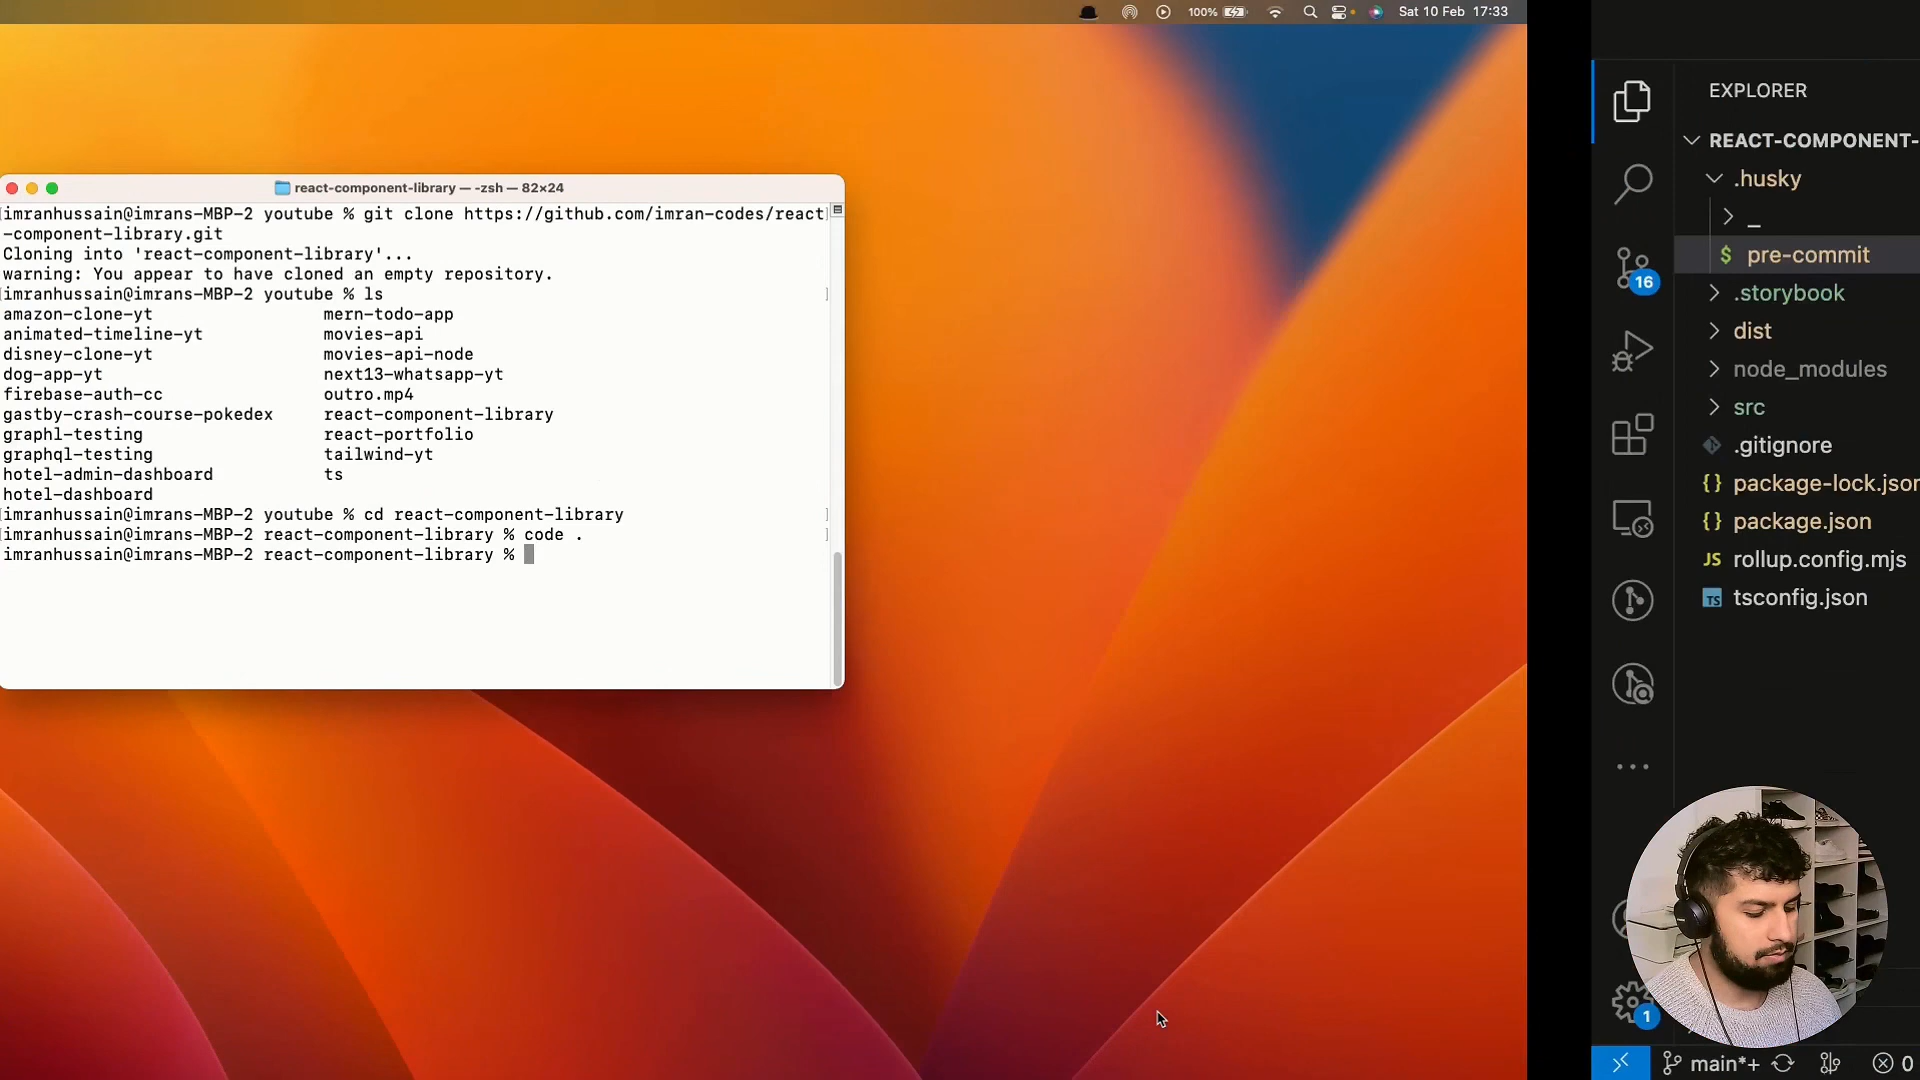 100%
Sat 10 Feb 17:33
react-component-library — -zsh — 82×24
imranhussain@imrans-MBP-2 youtube % git clone https://github.com/imran-codes/react
-component-library.git
Cloning into 'react-component-library'...
warning: You appear to have cloned an empty repository.
imranhussain@imrans-MBP-2 youtube % ls
amazon-clone-yt mern-todo-app
animated-timeline-yt movies-api
disney-clone-yt movies-api-node
dog-app-yt next13-whatsapp-yt
firebase-auth-cc outro.mp4
gastby-crash-course-pokedex react-component-library
graphl-testing react-portfolio
graphql-testing tailwind-yt
hotel-admin-dashboard ts
hotel-dashboard
imranhussain@imrans-MBP-2 youtube % cd react-component-library
imranhussain@imrans-MBP-2 react-component-library % code .
imranhussain@imrans-MBP-2 react-component-library %
EXPLORER
REACT-COMPONENT-
.husky
_
$ pre-commit
16
.storybook
dist
node_modules
src
.gitignore
{} package-lock.json
{} package.json
JS rollup.config.mjs
TS tsconfig.json
1
main*+
0